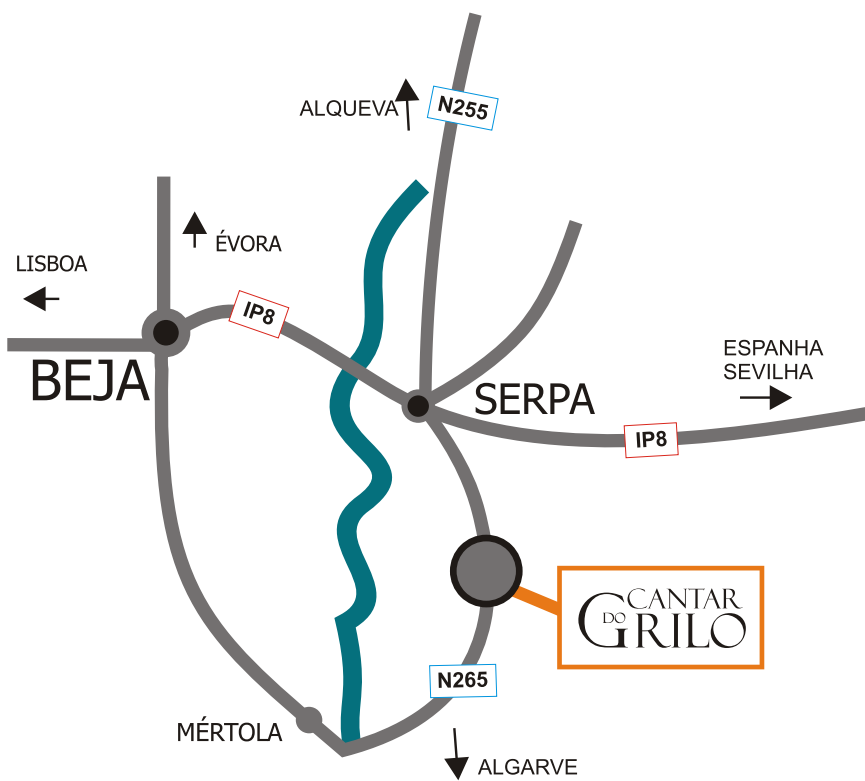 ALQUEVA
N255
ÉVORA
LISBOA
IP8
BEJA
SERPA
ESPANHA
SEVILHA
IP8
CANTAR
DO
GRILO
N265
MÉRTOLA
ALGARVE